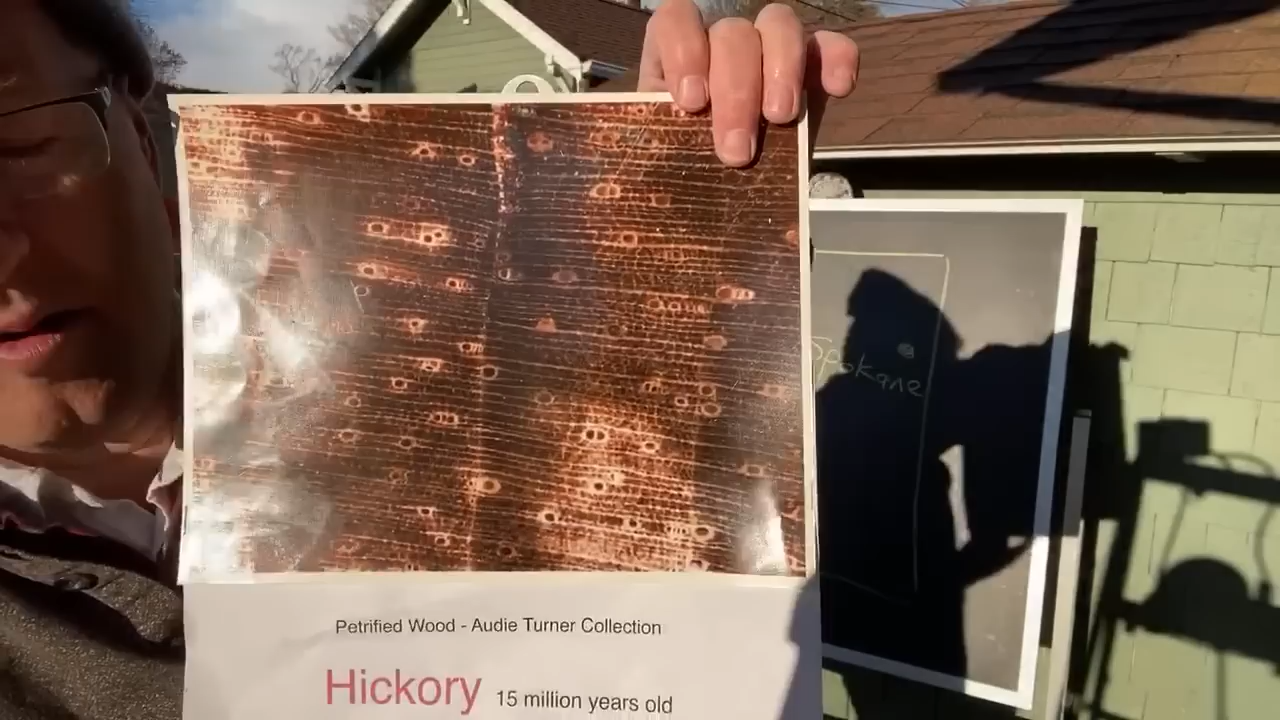 Spokane
Petrified Wood - Audie Turner Collection
Hickory 15 million years old